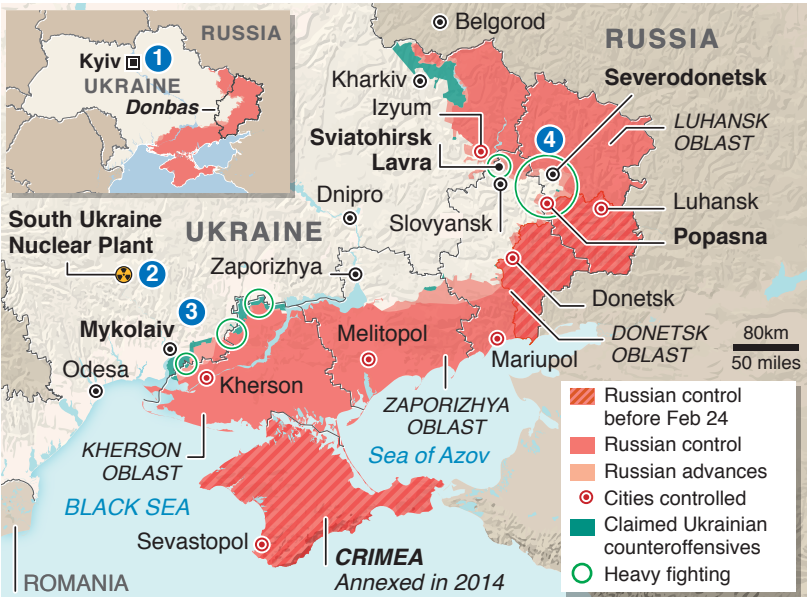 RUSSIA
Kyiv
1
UKRAINE
Donbas
Belgorod
RUSSIA
Kharkiv
Severodonetsk
Izyum
Sviatohirsk
Lavra
4
LUHANSK
OBLAST
Dnipro
Slovyansk
Luhansk
Popasna
South Ukraine
Nuclear Plant
2
UKRAINE
Zaporizhya
Donetsk
3
Mykolaiv
Melitopol
Mariupol
DONETSK
OBLAST
80km
50 miles
Odesa
Kherson
ZAPORIZHYA
OBLAST
KHERSON
OBLAST
Sea of Azov
BLACK SEA
Sevastopol
CRIMEA
Annexed in 2014
ROMANIA
Russian control
before Feb 24
Russian control
Russian advances
Cities controlled
Claimed Ukrainian
counteroffensives
Heavy fighting